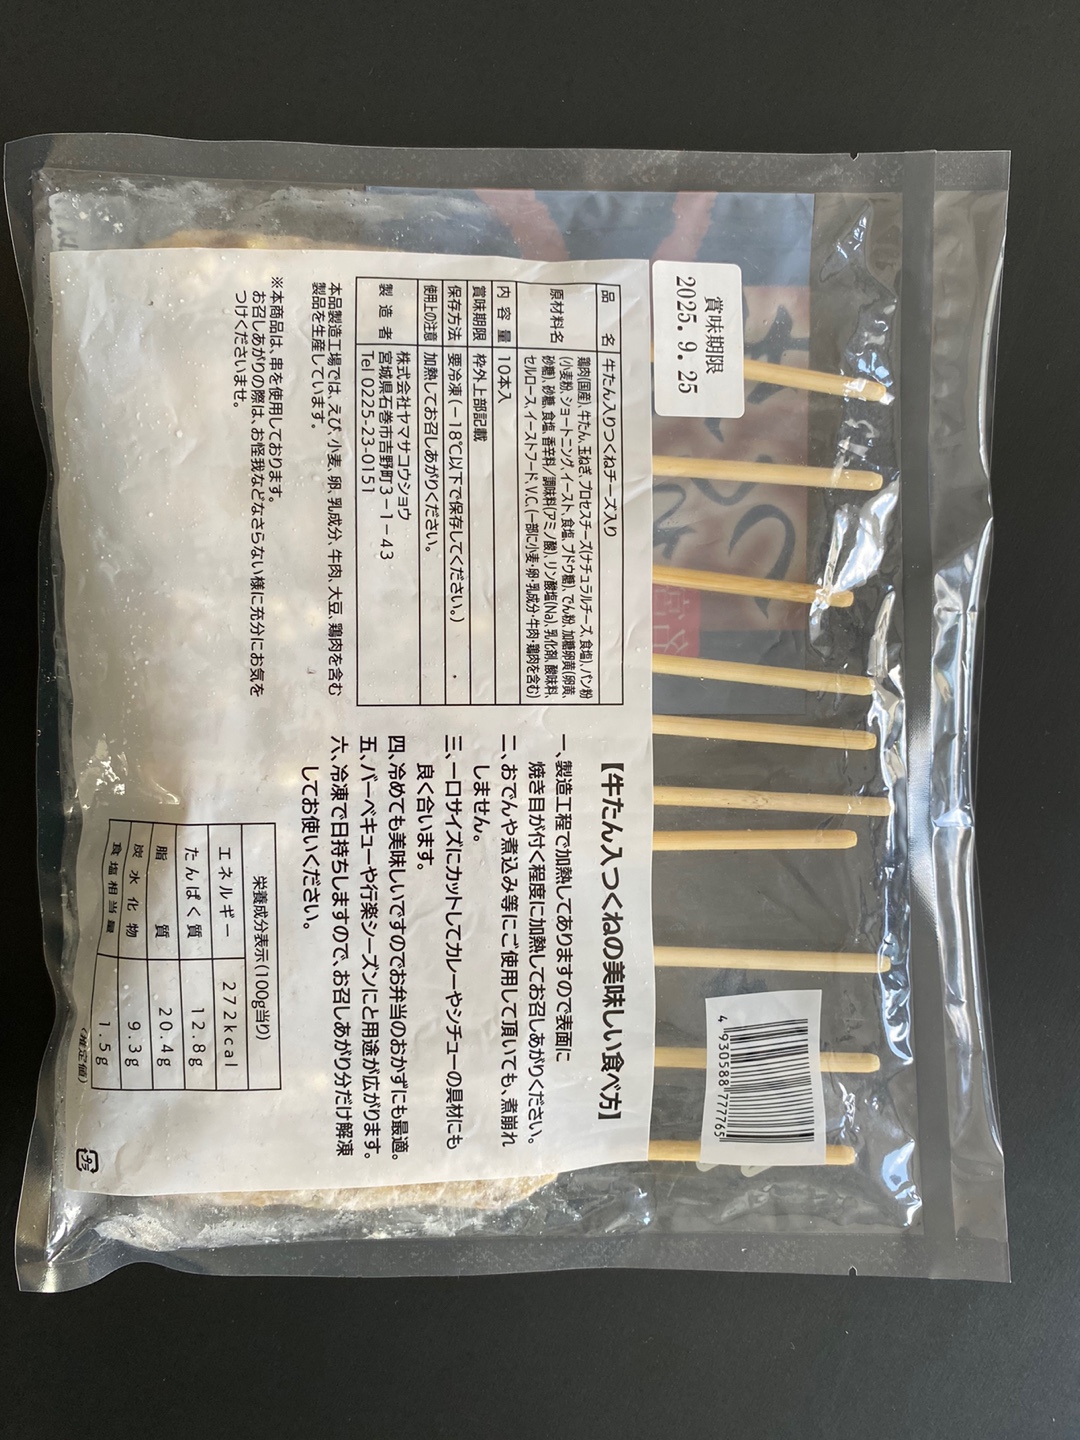 賞味期限
2025. 9. 25
品名 牛たん入りつくねチーズ入り
原材料名 鶏肉(国産)、牛たん、玉ねぎ、プロセスチーズ(ナチュラルチーズ、食塩)、パン粉
(小麦粉、ショートニング、イースト、食塩、ブドウ糖)、でん粉、加糖卵黄(卵黄、
砂糖)、砂糖、食塩、香辛料/調味料(アミノ酸)、リン酸塩(Na)、乳化剤、酸味料、
セルロース、イーストフード、V.C、(一部に小麦・卵・乳成分・牛肉・鶏肉を含む)
内容量 10本入
賞味期限 枠外上部記載
保存方法 要冷凍(－18℃以下で保存してください。)
使用上の注意 加熱してお召しあがりください。
製造者 株式会社ヤマサコウショウ
宮城県石巻市吉野町3－1－43
Tel 0225-23-0151
本品製造工場では、えび、小麦、卵、乳成分、牛肉、大豆、鶏肉を含む
製品を生産しています。
※本商品は、串を使用しております。
お召しあがりの際は、お怪我などなさらない様に充分にお気を
つけくださいませ。
【牛たん入つくねの美味しい食べ方】
一、製造工程で加熱してありますので表面に
焼き目が付く程度に加熱してお召しあがりください。
二、おでんや煮込み等にご使用して頂いても、煮崩れ
しません。
三、一口サイズにカットしてカレーやシチューの具材にも
良く合います。
四、冷めても美味しいですのでお弁当のおかずにも最適。
五、バーベキューや行楽シーズンにと用途が広がります。
六、冷凍で日持ちしますので、お召しあがり分だけ解凍
してお使いください。
栄養成分表示(100g当り)
エネルギー 272kcal
たんぱく質 12.8g
脂質 20.4g
炭水化物 9.3g
食塩相当量 1.5g
(推定値)
プラ
4 930588 777765